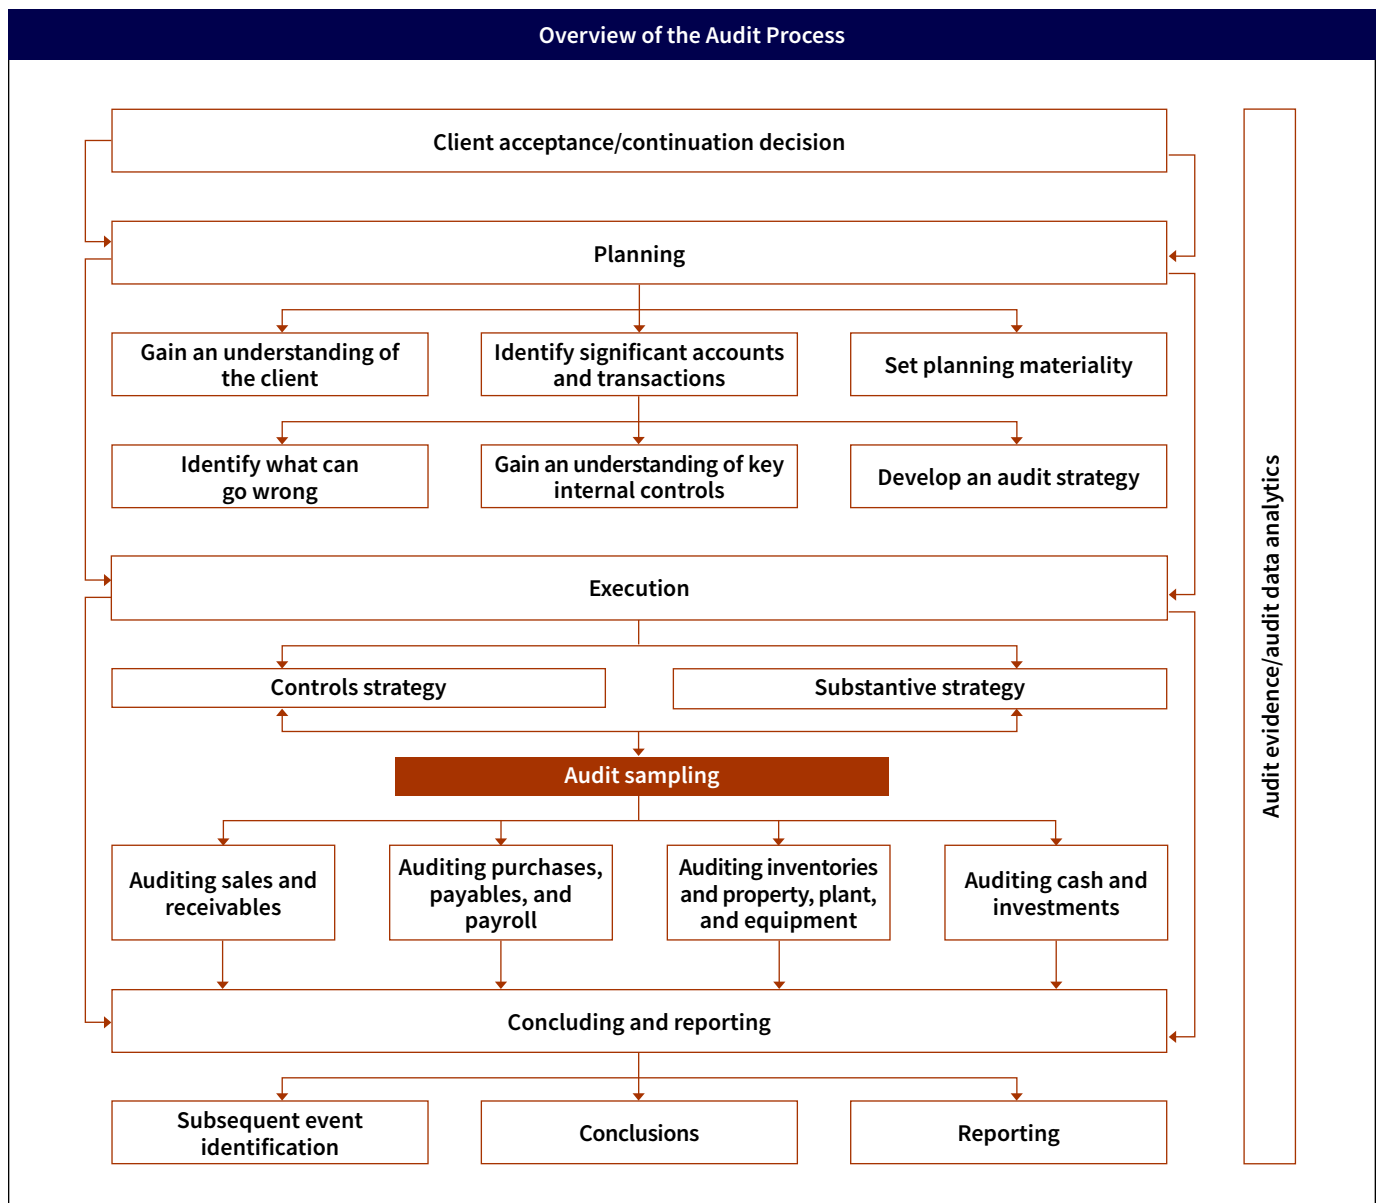 Overview of the Audit Process
Client acceptance/continuation decision
Planning
Gain an understanding of
the client
Identify significant accounts
and transactions
Set planning materiality
Identify what can
go wrong
Gain an understanding of key
internal controls
Develop an audit strategy
Execution
Controls strategy
Substantive strategy
Audit sampling
Auditing sales and
receivables
Auditing purchases,
payables, and
payroll
Auditing inventories
and property, plant,
and equipment
Auditing cash and
investments
Concluding and reporting
Subsequent event
identification
Conclusions
Reporting
Audit evidence/audit data analytics